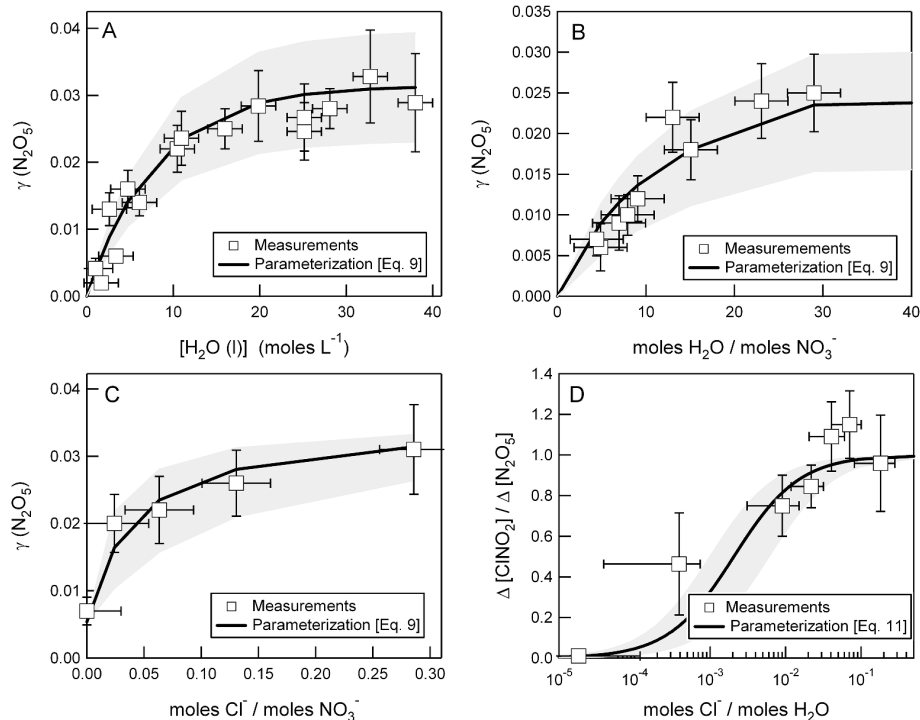 A
γ (N₂O₅)
0.04
0.03
0.02
0.01
0.00
0
10
20
30
40
Measurements
Parameterization [Eq. 9]
[H₂O (l)] (moles L⁻¹)
B
γ (N₂O₅)
0.035
0.030
0.025
0.020
0.015
0.010
0.005
0.000
0
10
20
30
40
Measurements
Parameterization [Eq. 9]
moles H₂O / moles NO₃⁻
C
γ (N₂O₅)
0.04
0.03
0.02
0.01
0.00
0.00
0.05
0.10
0.15
0.20
0.25
0.30
Measurements
Parameterization [Eq. 9]
moles Cl⁻ / moles NO₃⁻
D
Δ [ClNO₂] / Δ [N₂O₅]
1.4
1.2
1.0
0.8
0.6
0.4
0.2
0.0
10⁻⁵
10⁻⁴
10⁻³
10⁻²
10⁻¹
Measurements
Parameterization [Eq. 11]
moles Cl⁻ / moles H₂O